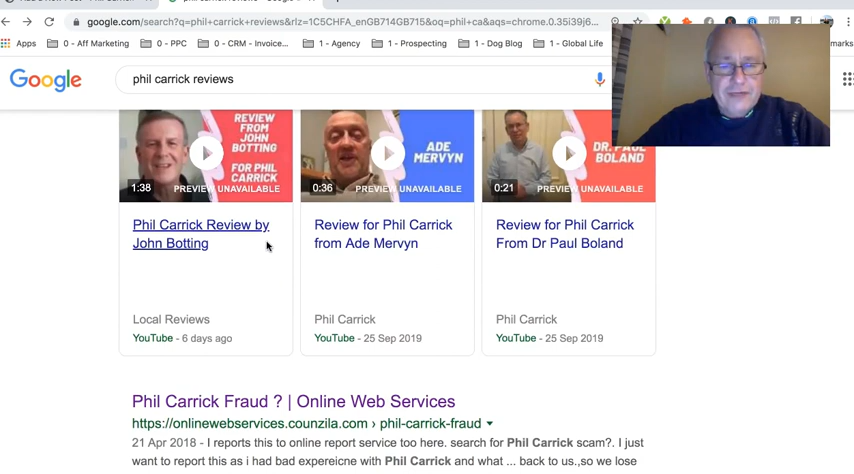 google.com/search?q=phil+carrick+reviews&rlz=1C5CHFA_enGB714GB715&oq=phil+ca&aqs=chrome.0.35i39j6...
Apps 0 - Aff Marketing 0 - PPC 0 - CRM - Invoice... 1 - Agency 1 - Prospecting 1 - Dog Blog 1 - Global Life
marks
Google phil carrick reviews
REVIEW
FROM
JOHN
BOTTING
FOR PHIL
CARRICK
1:38 PREVIEW UNAVAILABLE
ADE
MERVYN
0:36 PREVIEW UNAVAILABLE
DR. PAUL
BOLAND
0:21 PREVIEW UNAVAILABLE
Phil Carrick Review by
John Botting
Review for Phil Carrick
from Ade Mervyn
Review for Phil Carrick
From Dr Paul Boland
Local Reviews
YouTube - 6 days ago
Phil Carrick
YouTube - 25 Sep 2019
Phil Carrick
YouTube - 25 Sep 2019
Phil Carrick Fraud ? | Online Web Services
https://onlinewebservices.counzila.com › phil-carrick-fraud
21 Apr 2018 - I reports this to online report service too here. search for Phil Carrick scam?. I just
want to report this as i had bad expereicne with Phil Carrick and what ... back to us.,so we lose